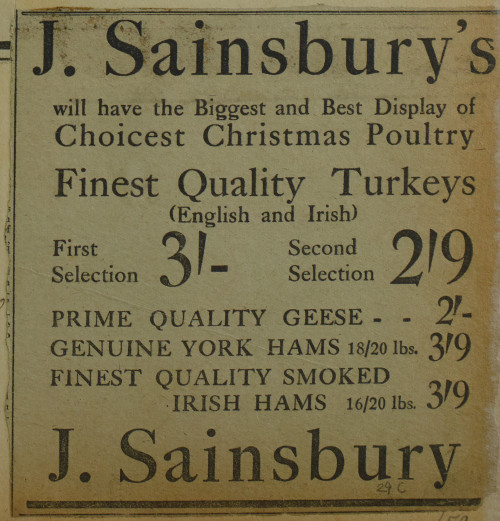 J. Sainsbury's
will have the Biggest and Best Display of
Choicest Christmas Poultry
Finest Quality Turkeys
(English and Irish)
First Selection 3/- Second Selection 2/9
PRIME QUALITY GEESE - - 2/-
GENUINE YORK HAMS 18/20 lbs. 3/9
FINEST QUALITY SMOKED
IRISH HAMS 16/20 lbs. 3/9
J. Sainsbury